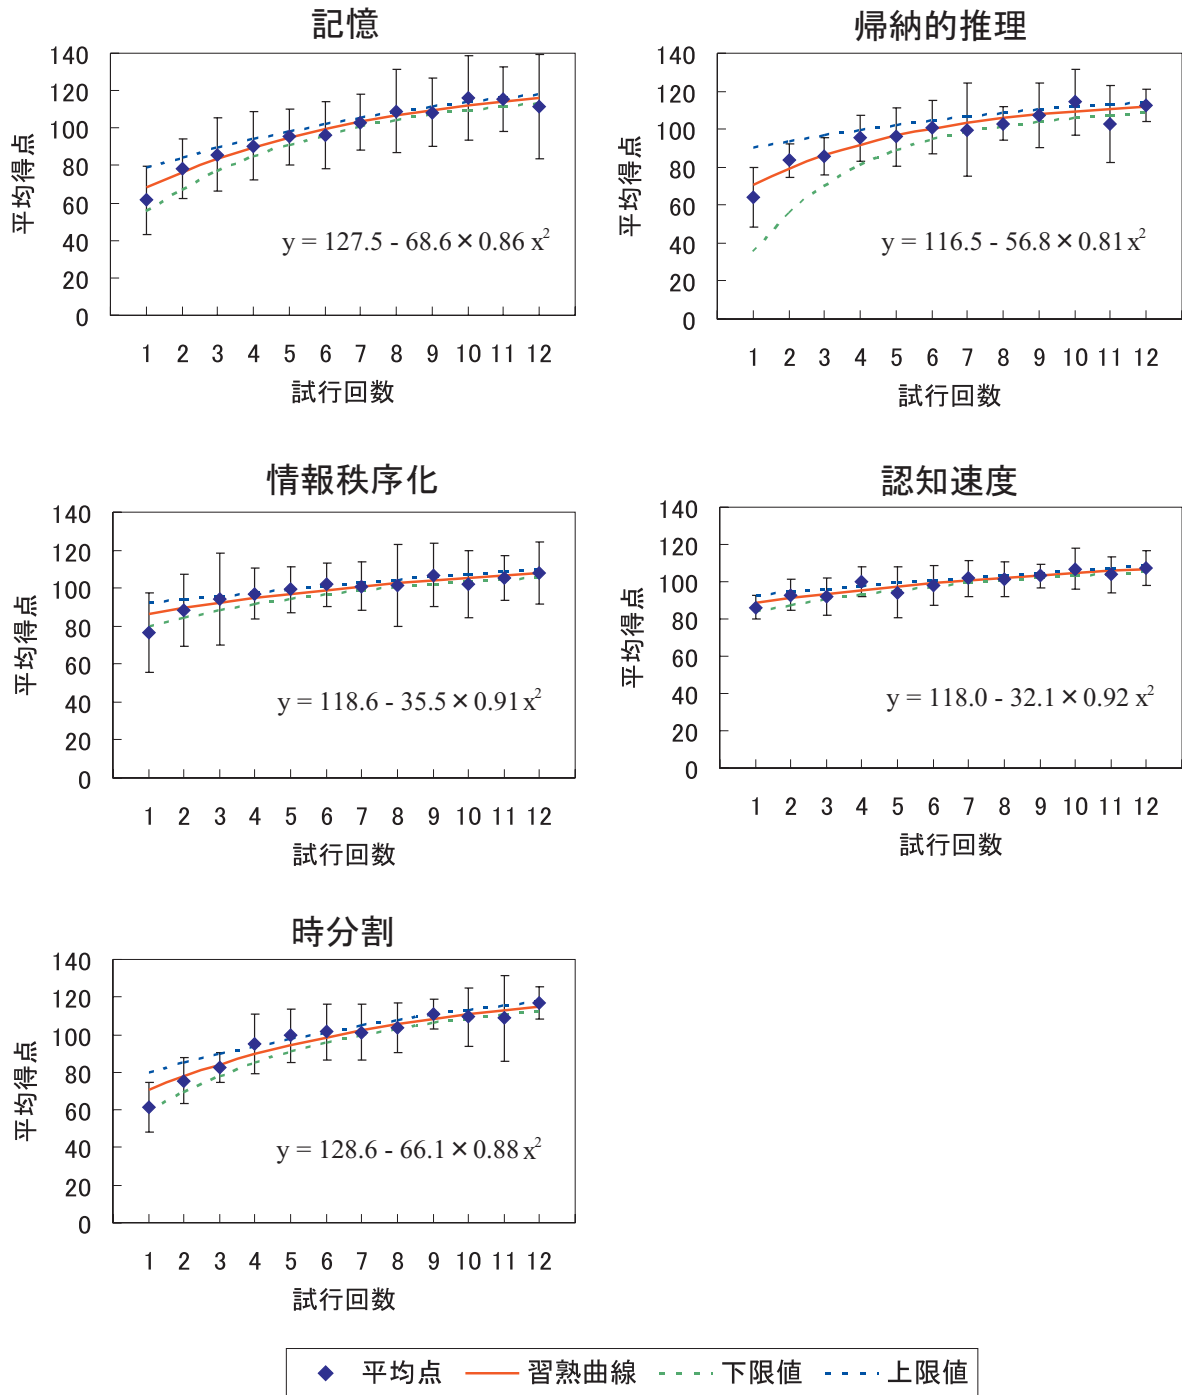 記憶
140
120
100
80
60
40
20
0
平均得点
y = 127.5 - 68.6 × 0.86 x²
1 2 3 4 5 6 7 8 9 10 11 12
試行回数
帰納的推理
140
120
100
80
60
40
20
0
平均得点
y = 116.5 - 56.8 × 0.81 x²
1 2 3 4 5 6 7 8 9 10 11 12
試行回数
情報秩序化
140
120
100
80
60
40
20
0
平均得点
y = 118.6 - 35.5 × 0.91 x²
1 2 3 4 5 6 7 8 9 10 11 12
試行回数
認知速度
140
120
100
80
60
40
20
0
平均得点
y = 118.0 - 32.1 × 0.92 x²
1 2 3 4 5 6 7 8 9 10 11 12
試行回数
時分割
140
120
100
80
60
40
20
0
平均得点
y = 128.6 - 66.1 × 0.88 x²
1 2 3 4 5 6 7 8 9 10 11 12
試行回数
平均点 習熟曲線 下限値 上限値